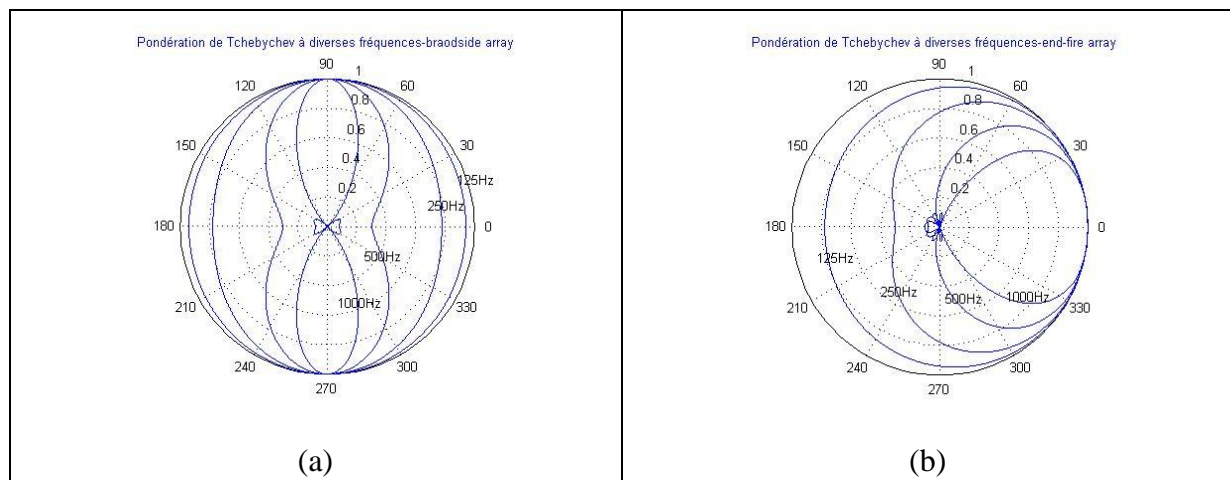 Pondération de Tchebychev à diverses fréquences-braodside array
90
120 1 60
0.8
0.6
150 30
0.4
0.2 125Hz
250Hz
180 0
500Hz
1000Hz
210 330
240 300
270
(a)
Pondération de Tchebychev à diverses fréquences-end-fire array
90
120 1 60
0.8
0.6
150 30
0.4
0.2
180 0
125Hz
250Hz 500Hz 1000Hz
210 330
240 300
270
(b)